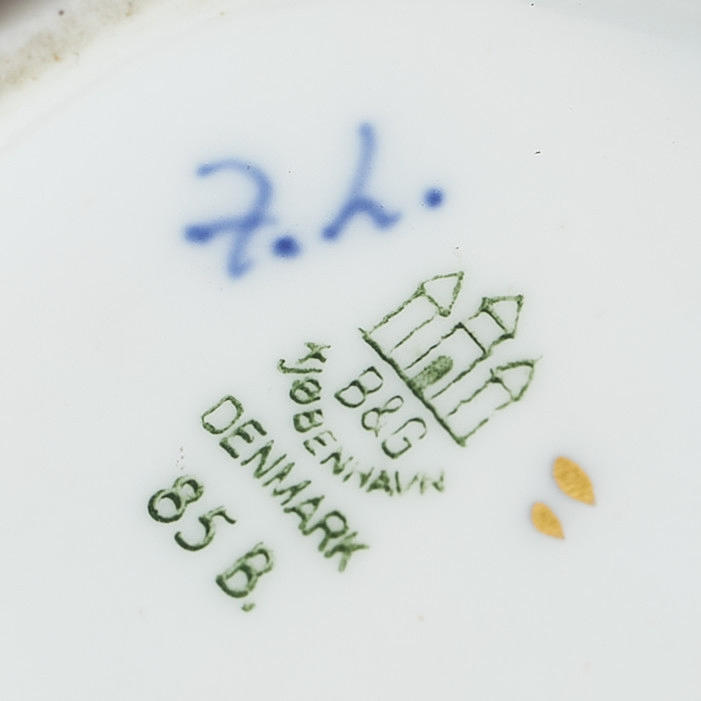 F.L.
B&G
KJØBENHAVN
DENMARK
85 B.